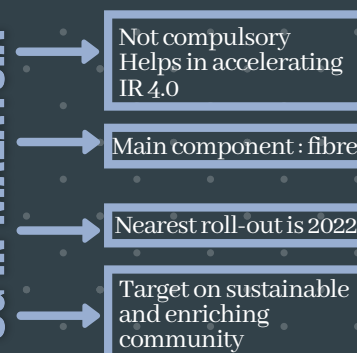 Not compulsory
Helps in accelerating
IR 4.0
Main component : fibre
Nearest roll-out is 2022
Target on sustainable
and enriching
community